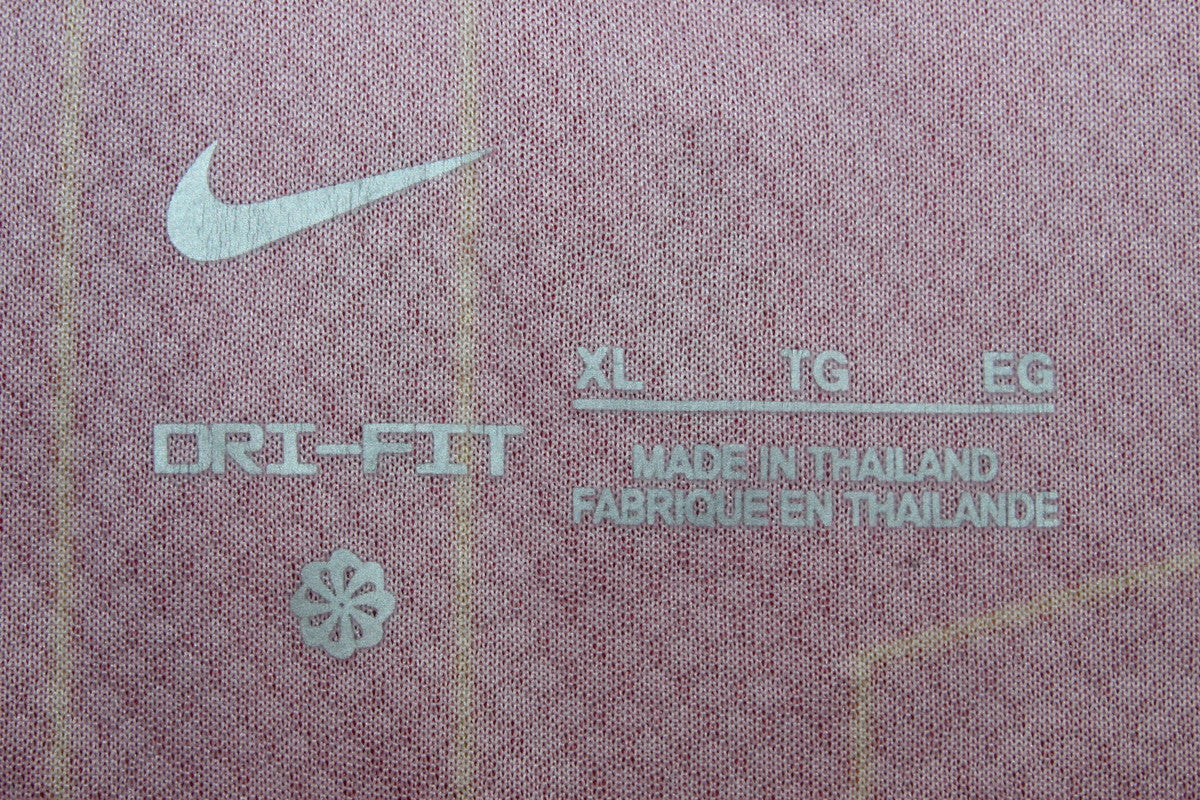 DRI-FIT
XL TG EG
MADE IN THAILAND
FABRIQUE EN THAILANDE